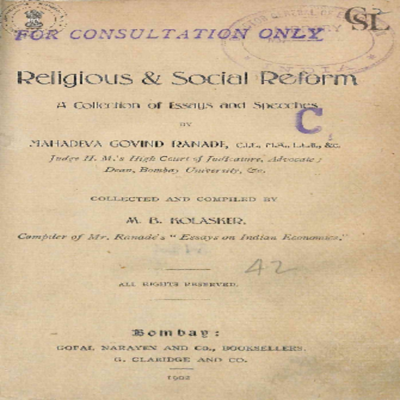 CSL
FOR CONSULTATION ONLY
Religious & Social Reform
A Collection of Essays and Speeches
BY
MAHADEVA GOVIND RANADE, C.I.E., M.A., L.L.B., &c.
Judge H. M.'s High Court of Judicature, Advocate;
Dean, Bombay University, &c.
C
COLLECTED AND COMPILED BY
M. B. KOLASKER.
Compiler of Mr. Ranade's "Essays on Indian Economics."
42
ALL RIGHTS RESERVED.
Bombay:
GOPAL NARAYEN AND CO., BOOKSELLERS.
G. CLARIDGE AND CO.
1902